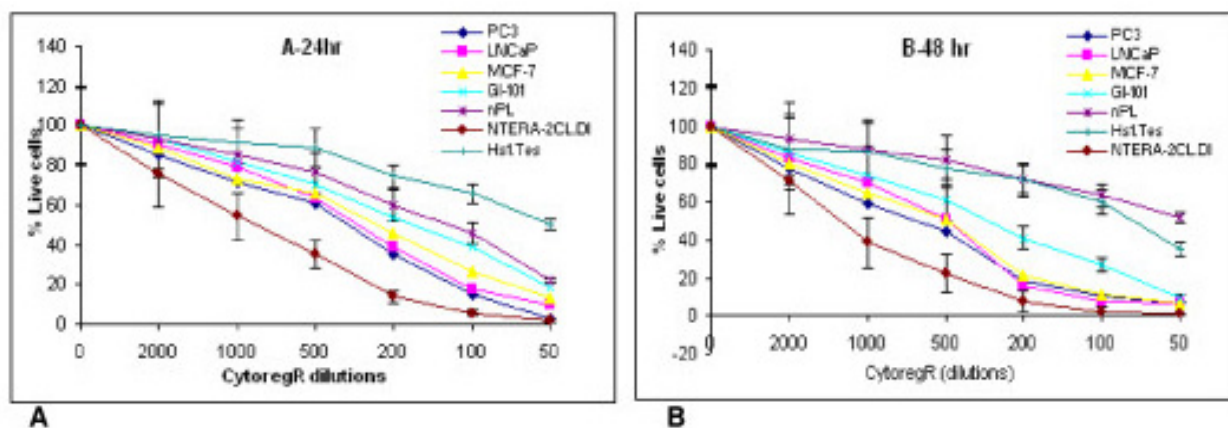 A-24hr
PC3
LNCaP
MCF-7
GI-101
nPL
NTERA-2CL.DI
Hs1.Tes
140
120
100
80
60
40
20
0
% Live cells
0 2000 1000 500 200 100 50
CytoregR dilutions
A
B-48 hr
PC3
LNCaP
MCF-7
GI-101
nPL
Hs1.Tes
NTERA-2CL.DI
140
120
100
80
60
40
20
0
-20
% Live cells
0 2000 1000 500 200 100 50
CytoregR (dilutions)
B